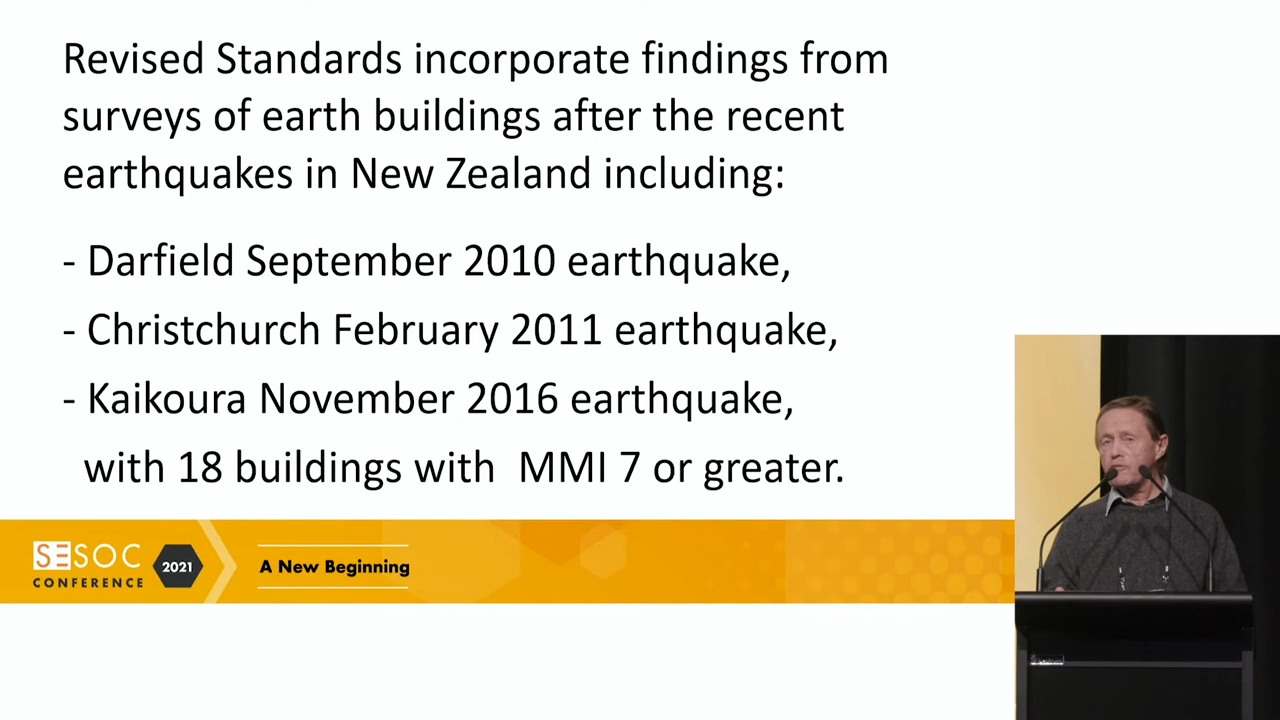 Revised Standards incorporate findings from
surveys of earth buildings after the recent
earthquakes in New Zealand including:
- Darfield September 2010 earthquake,
- Christchurch February 2011 earthquake,
- Kaikoura November 2016 earthquake,
with 18 buildings with MMI 7 or greater.
SESOC
CONFERENCE
2021
A New Beginning